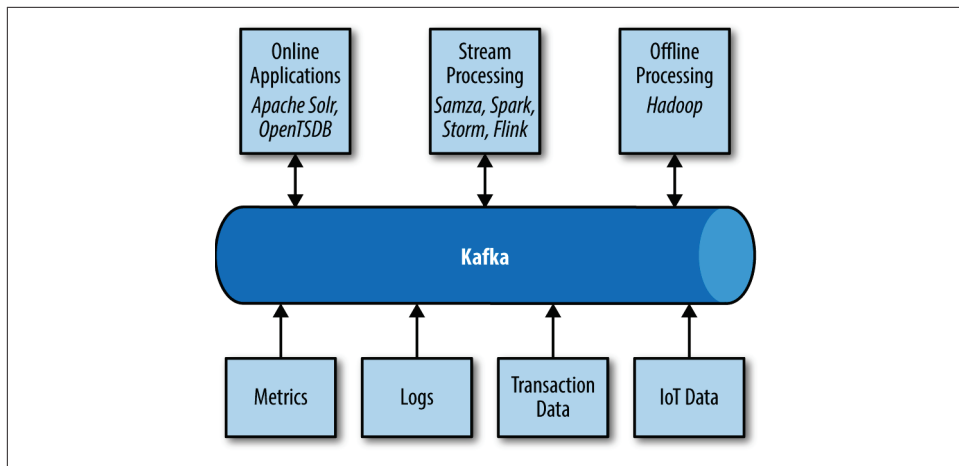 Online
Applications
Apache Solr,
OpenTSDB
Stream
Processing
Samza, Spark,
Storm, Flink
Offline
Processing
Hadoop
Kafka
Metrics
Logs
Transaction
Data
IoT Data